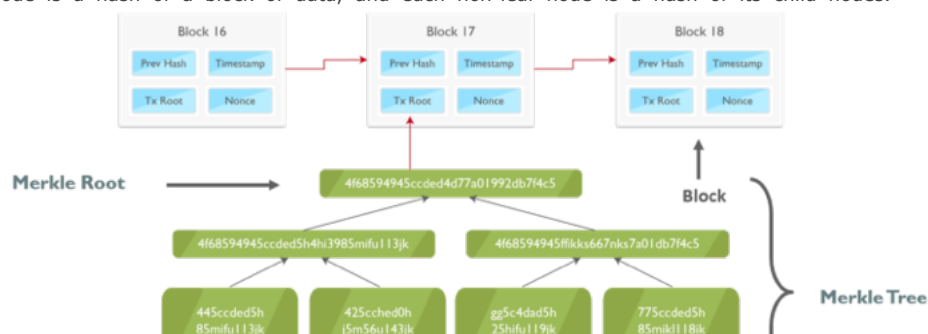 node is a hash of a block of data, and each non-leaf node is a hash of its child nodes.
Block 16
Block 17
Block 18
Prev Hash
Timestamp
Prev Hash
Timestamp
Prev Hash
Timestamp
Tx Root
Nonce
Tx Root
Nonce
Tx Root
Nonce
Merkle Root
4f68594945ccded4d77a01992db7f4c5
Block
4f68594945ccded5h4hi3985mifu113jk
4f68594945ffikks667nks7a01db7f4c5
445ccded5h
85mifu113jk
425cched0h
i5m56u143jk
gg5c4dad5h
25hifu119jk
775ccded5h
85mikl118jk
Merkle Tree